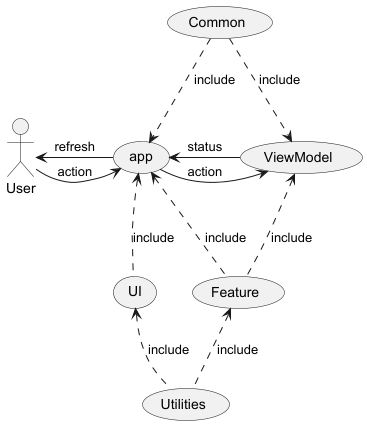 Common
include
include
refresh
status
app
ViewModel
action
action
User
include
include
include
UI
Feature
include
include
Utilities